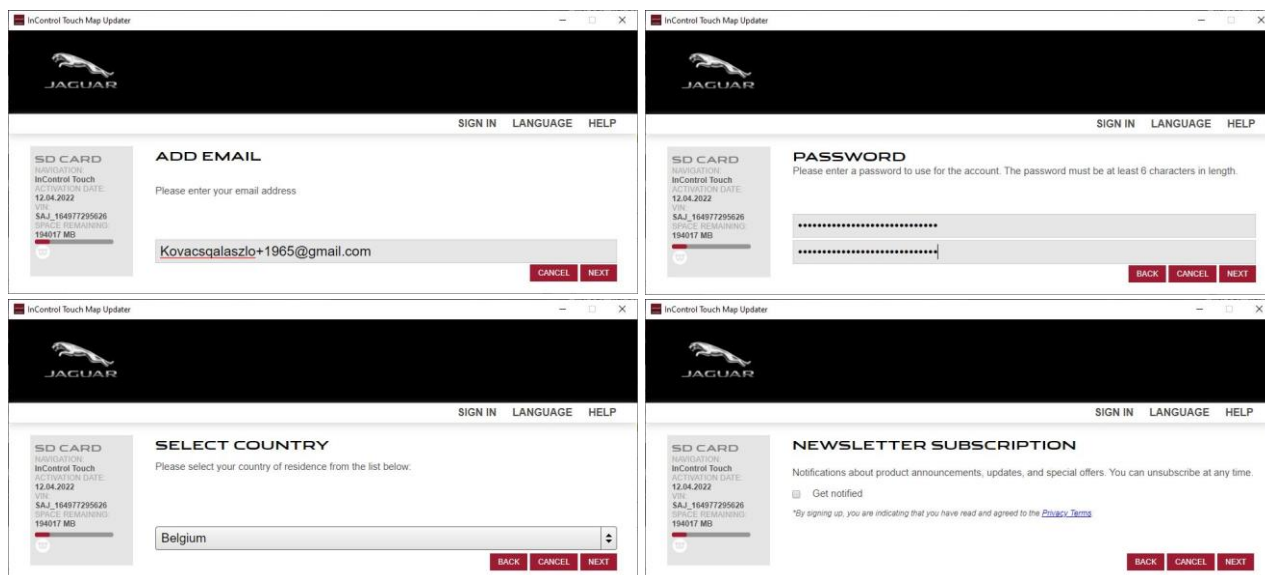 InControl Touch Map Updater
JAGUAR
SIGN IN LANGUAGE HELP
SD CARD
NAVIGATION:
InControl Touch
ACTIVATION DATE:
12.04.2022
VIN:
SAJ_164977295626
SPACE REMAINING:
194017 MB
ADD EMAIL
Please enter your email address
Kovacsqalaszlo+1965@gmail.com
CANCEL NEXT
InControl Touch Map Updater
JAGUAR
SIGN IN LANGUAGE HELP
SD CARD
NAVIGATION:
InControl Touch
ACTIVATION DATE:
12.04.2022
VIN:
SAJ_164977295626
SPACE REMAINING:
194017 MB
PASSWORD
Please enter a password to use for the account. The password must be at least 6 characters in length.
BACK CANCEL NEXT
InControl Touch Map Updater
JAGUAR
SIGN IN LANGUAGE HELP
SD CARD
NAVIGATION:
InControl Touch
ACTIVATION DATE:
12.04.2022
VIN:
SAJ_164977295626
SPACE REMAINING:
194017 MB
SELECT COUNTRY
Please select your country of residence from the list below:
Belgium
BACK CANCEL NEXT
InControl Touch Map Updater
JAGUAR
SIGN IN LANGUAGE HELP
SD CARD
NAVIGATION:
InControl Touch
ACTIVATION DATE:
12.04.2022
VIN:
SAJ_164977295626
SPACE REMAINING:
194017 MB
NEWSLETTER SUBSCRIPTION
Notifications about product announcements, updates, and special offers. You can unsubscribe at any time.
Get notified
*By signing up, you are indicating that you have read and agreed to the Privacy Terms
BACK CANCEL NEXT